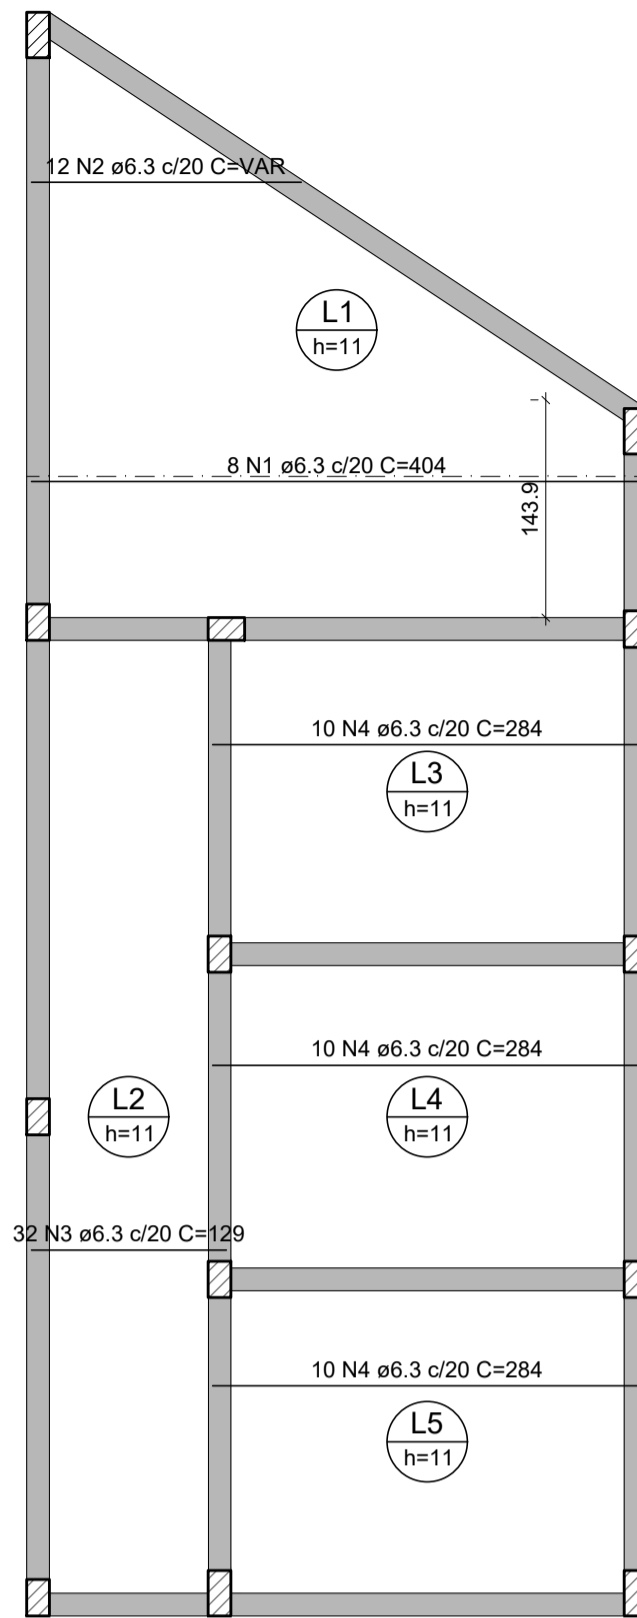 12 N2 ø6.3 c/20 C=VAR
L1
h=11
8 N1 ø6.3 c/20 C=404
143.9
10 N4 ø6.3 c/20 C=284
L3
h=11
10 N4 ø6.3 c/20 C=284
L2
h=11
L4
h=11
32 N3 ø6.3 c/20 C=129
10 N4 ø6.3 c/20 C=284
L5
h=11